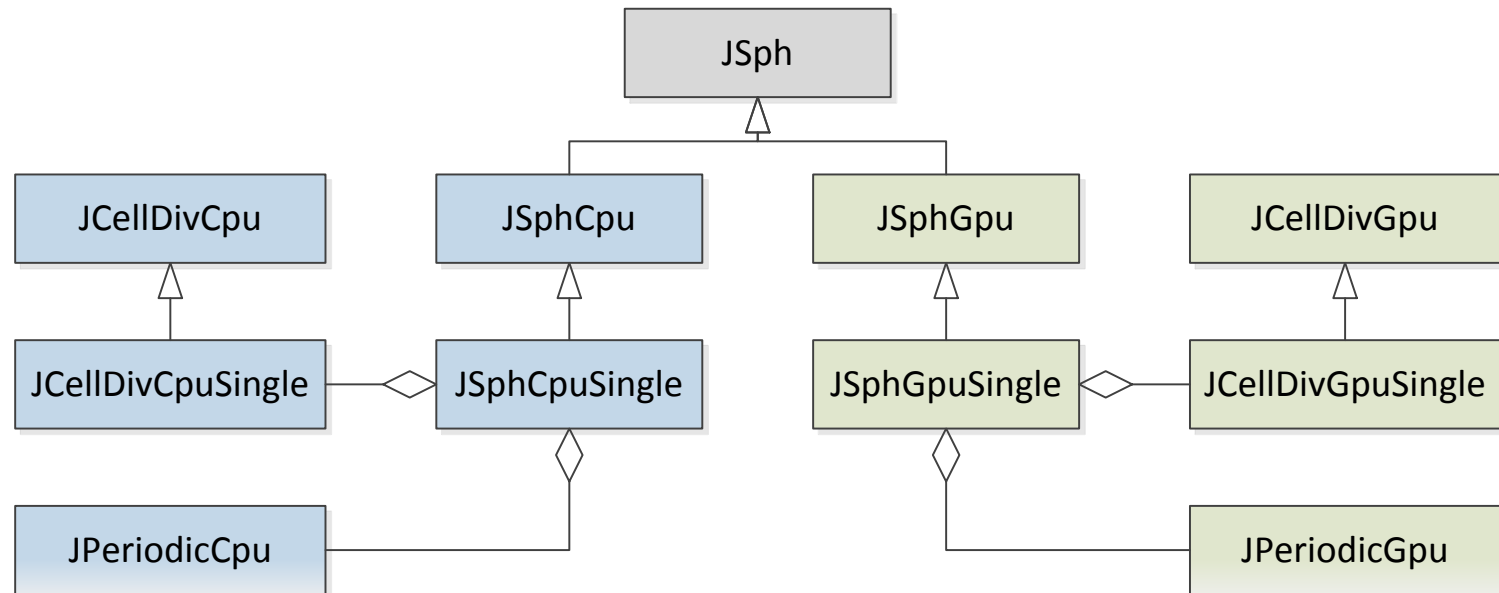 JSph
JCellDivCpu
JSphCpu
JSphGpu
JCellDivGpu
JCellDivCpuSingle
JSphCpuSingle
JSphGpuSingle
JCellDivGpuSingle
JPeriodicCpu
JPeriodicGpu